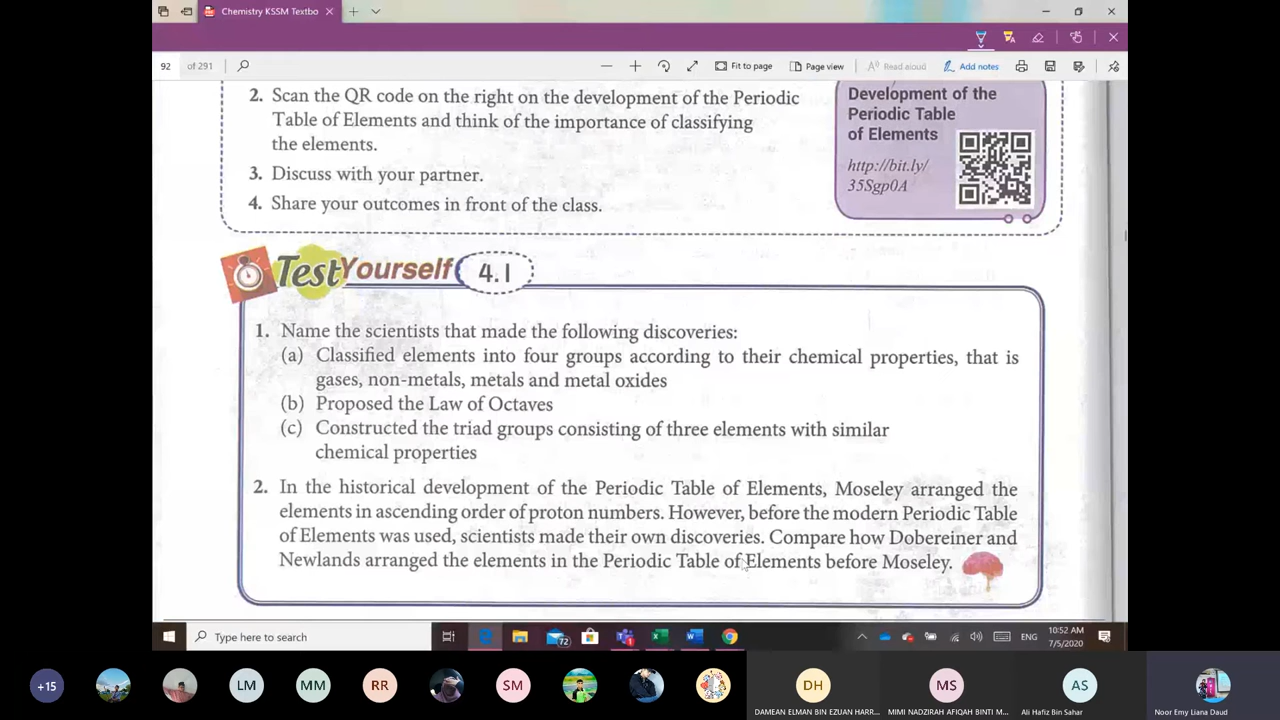 Chemistry KSSM Textbo
92 of 291
Fit to page
Page view
Read aloud
Add notes
2. Scan the QR code on the right on the development of the Periodic
Table of Elements and think of the importance of classifying
the elements.
3. Discuss with your partner.
4. Share your outcomes in front of the class.
Development of the
Periodic Table
of Elements
http://bit.ly/
35Sgp0A
Test Yourself 4.1
1. Name the scientists that made the following discoveries:
(a) Classified elements into four groups according to their chemical properties, that is
gases, non-metals, metals and metal oxides
(b) Proposed the Law of Octaves
(c) Constructed the triad groups consisting of three elements with similar
chemical properties
2. In the historical development of the Periodic Table of Elements, Moseley arranged the
elements in ascending order of proton numbers. However, before the modern Periodic Table
of Elements was used, scientists made their own discoveries. Compare how Dobereiner and
Newlands arranged the elements in the Periodic Table of Elements before Moseley.
Type here to search
72
ENG
10:52 AM
7/5/2020
+15
LM
MM
RR
SM
DH
MS
AS
DAMEAN ELMAN BIN EZUAN HARR...
MIMI NADZIRAH AFIQAH BINTI M...
Ali Hafiz Bin Sahar
Noor Emy Liana Daud